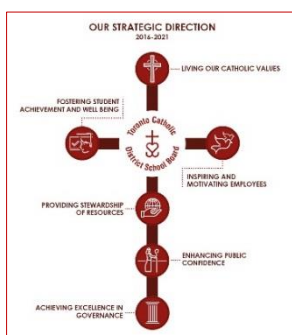 OUR STRATEGIC DIRECTION
2016-2021
LIVING OUR CATHOLIC VALUES
FOSTERING STUDENT
ACHIEVEMENT AND WELL BEING
Toronto Catholic
District School Board
INSPIRING AND
MOTIVATING EMPLOYEES
PROVIDING STEWARDSHIP
OF RESOURCES
ENHANCING PUBLIC
CONFIDENCE
ACHIEVING EXCELLENCE IN
GOVERNANCE